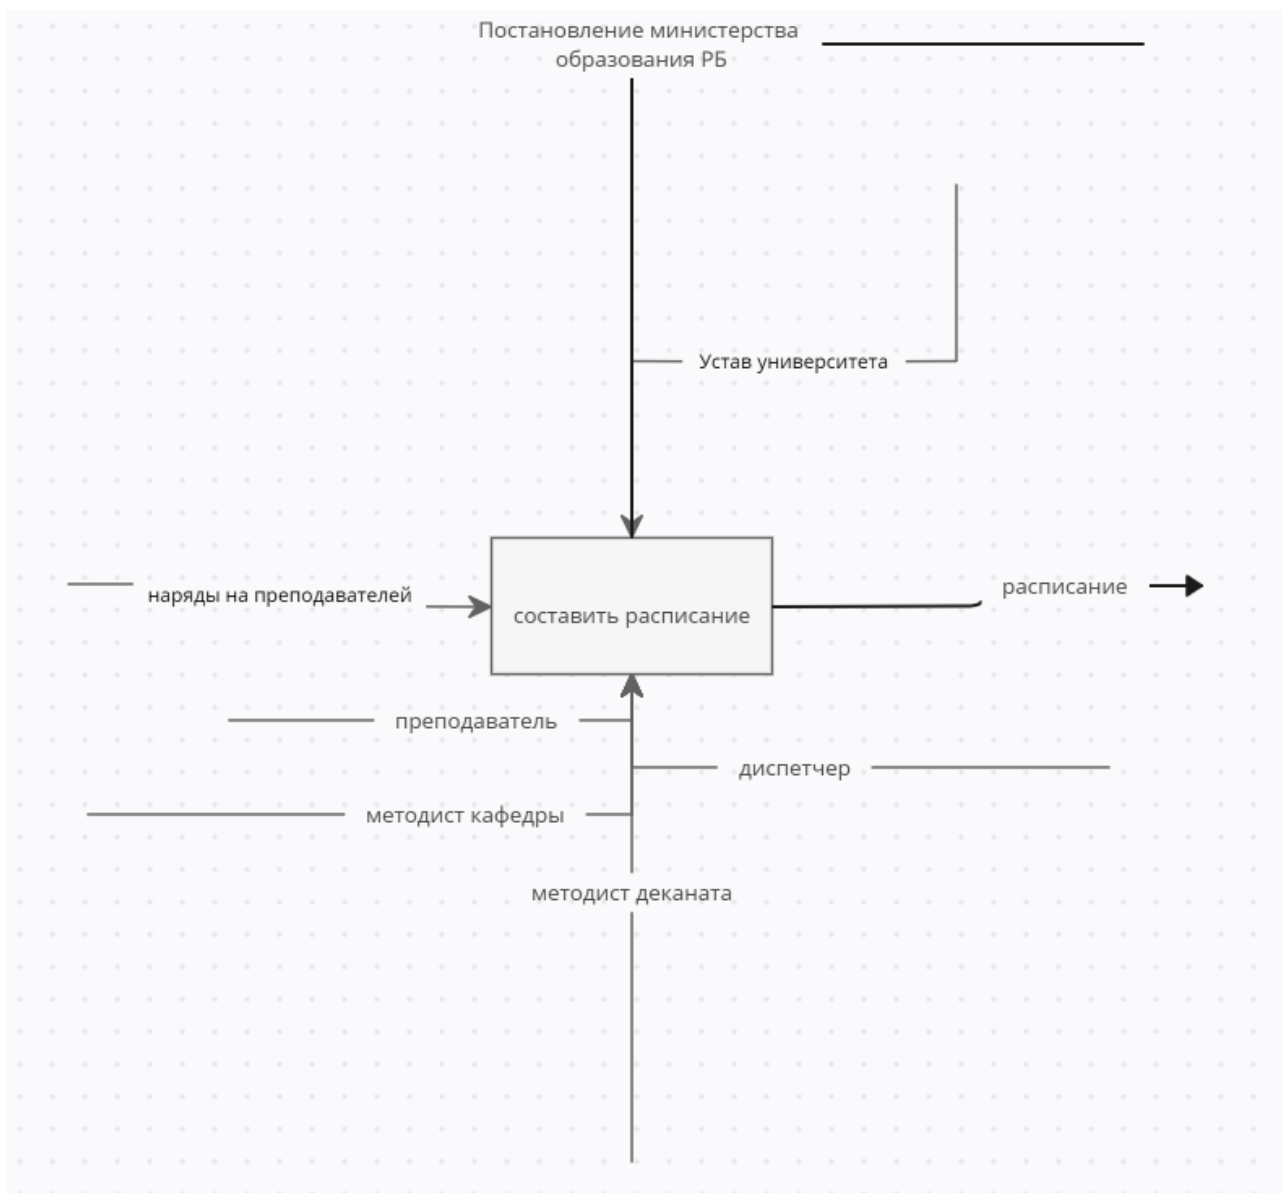 Постановление министерства
образования РБ
Устав университета
наряды на преподавателей
составить расписание
расписание
преподаватель
диспетчер
методист кафедры
методист деканата